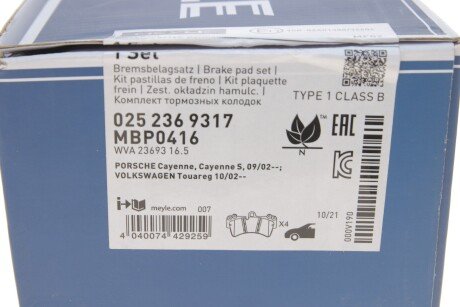 1 Set
Bremsbelagsatz | Brake pad set |
Kit pastillas de freno | Kit plaquette
frein | Zest. okładzin hamulc. |
Комплект тормозных колодок
TYPE 1 CLASS B
025 236 9317
MBP0416
WVA 23693 16.5
N
EAC
PORSCHE Cayenne, Cayenne S, 09/02--;
VOLKSWAGEN Touareg 10/02--
meyle.com
007
X4
10/21
000V19D
4 040074 429259